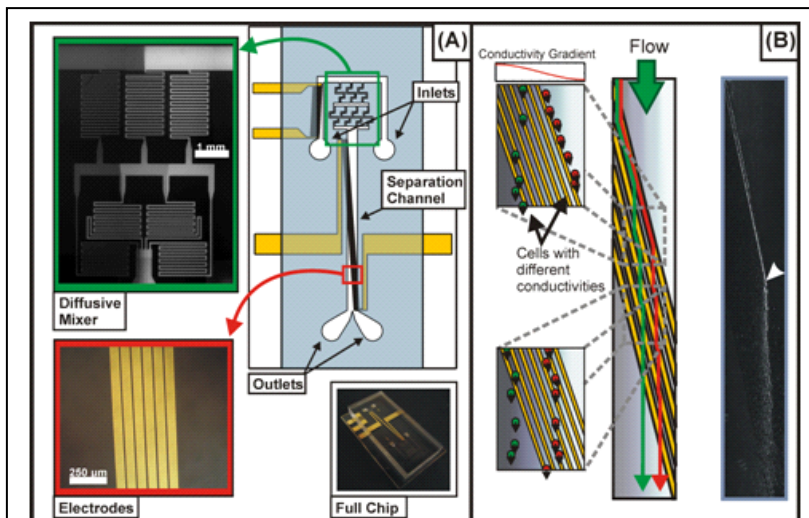 (A)
1 mm
Diffusive
Mixer
Inlets
Separation
Channel
Outlets
250 µm
Electrodes
Full Chip
(B)
Conductivity Gradient
Flow
Cells with
different
conductivities